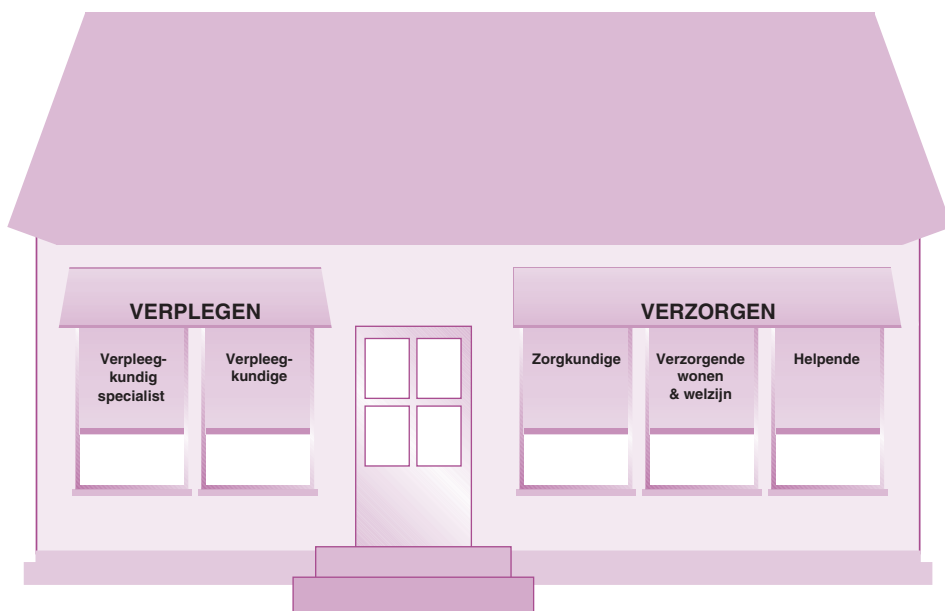 VERPLEGEN
Verpleeg-
kundig
specialist
Verpleeg-
kundige
VERZORGEN
Zorgkundige
Verzorgende
wonen
& welzijn
Helpende